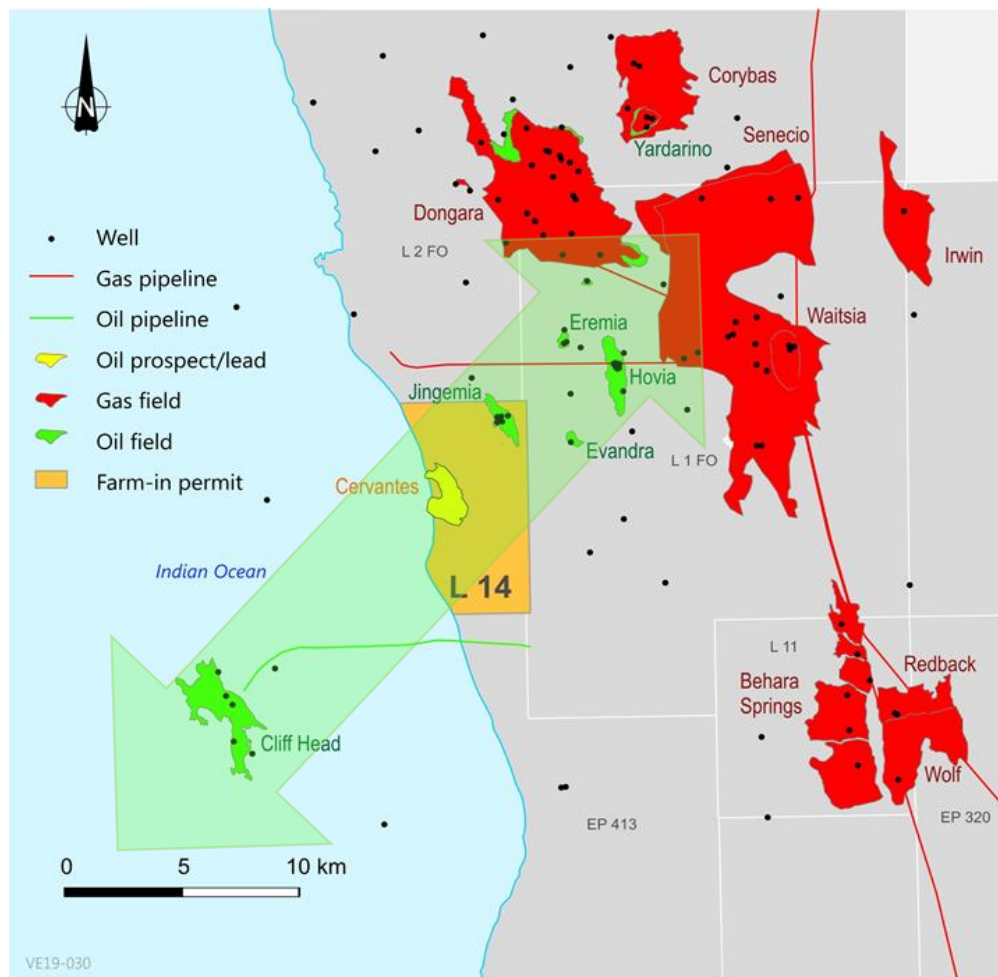 N
Corybas
Senecio
Yardarino
Dongara
L 2 FO
Irwin
Well
Gas pipeline
Oil pipeline
Oil prospect/lead
Gas field
Oil field
Farm-in permit
Eremia
Waitsia
Hovia
Jingemia
Evandra
L 1 FO
Cervantes
Indian Ocean
L 14
L 11
Redback
Behara
Springs
Cliff Head
Wolf
EP 413
EP 320
0 5 10 km
VE19-030